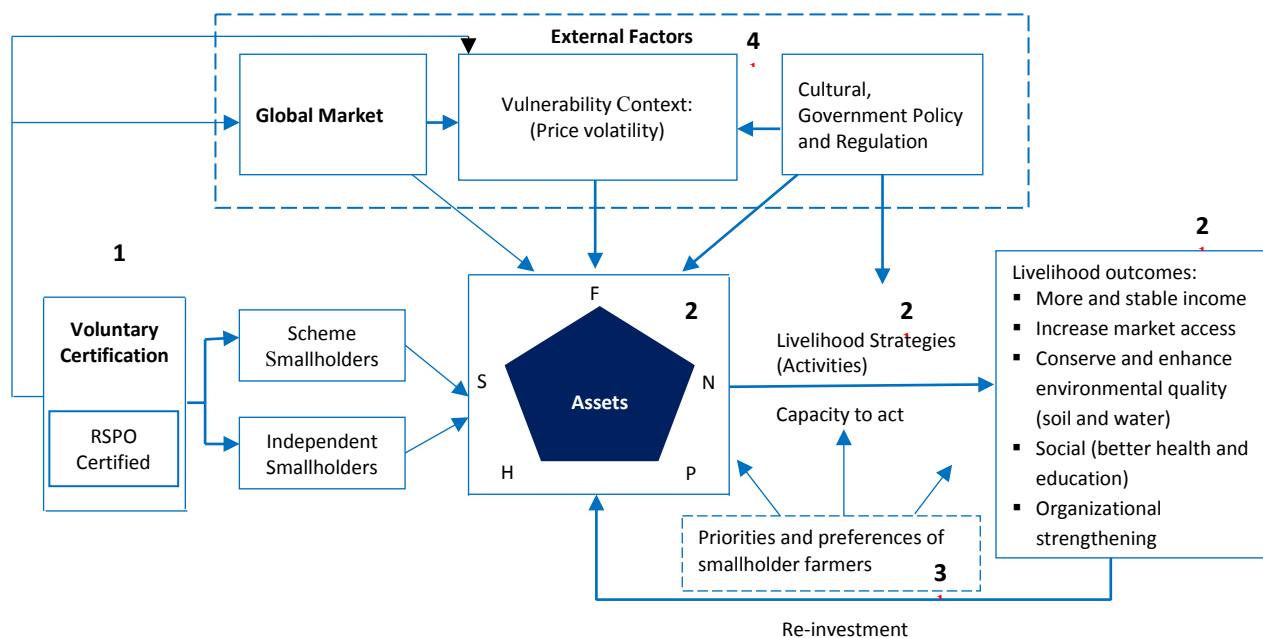 External Factors
4
Global Market
Vulnerability Context:
(Price volatility)
Cultural,
Government Policy
and Regulation
1
Voluntary
Certification
RSPO
Certified
Scheme
Smallholders
Independent
Smallholders
F
2
S
N
Assets
H
P
2
Livelihood Strategies
(Activities)
Capacity to act
Priorities and preferences of
smallholder farmers
3
2
Livelihood outcomes:
▪ More and stable income
▪ Increase market access
▪ Conserve and enhance
environmental quality
(soil and water)
▪ Social (better health and
education)
▪ Organizational
strengthening
Re-investment